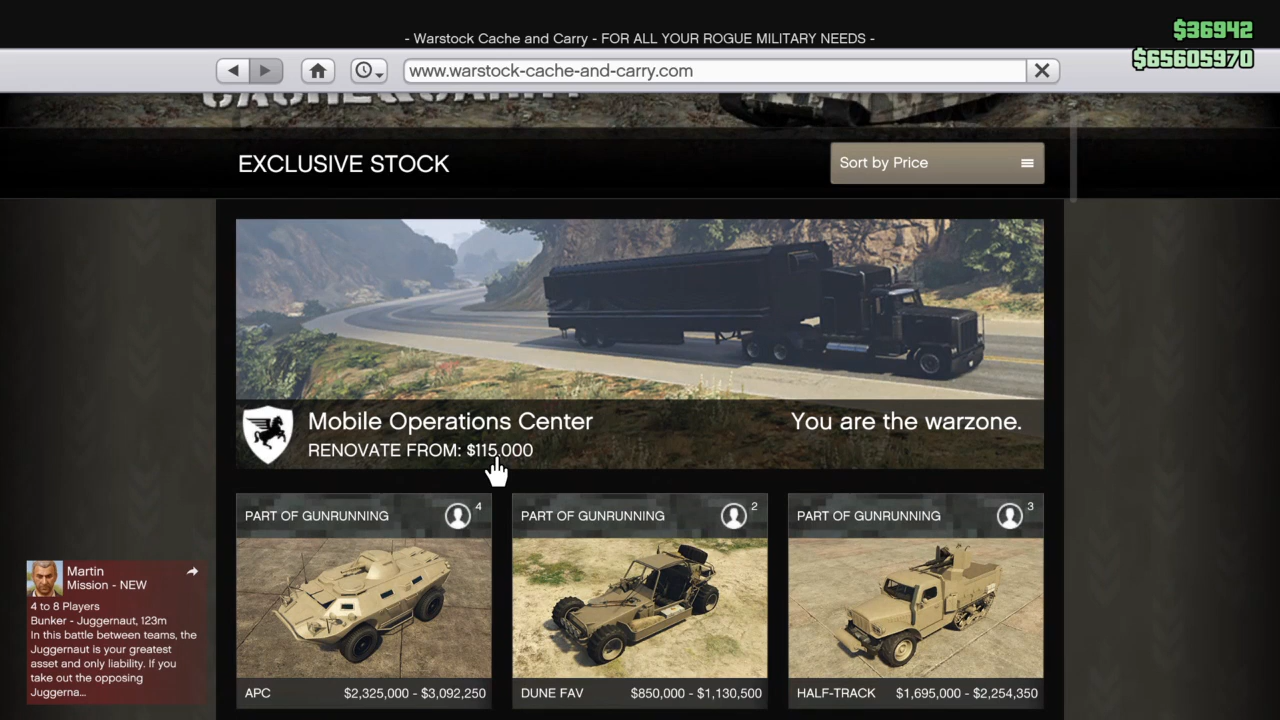 - Warstock Cache and Carry - FOR ALL YOUR ROGUE MILITARY NEEDS -
$36942
$65605970
www.warstock-cache-and-carry.com
CACHE & CARRY
EXCLUSIVE STOCK
Sort by Price
Mobile Operations Center
You are the warzone.
RENOVATE FROM: $115,000
PART OF GUNRUNNING 4
PART OF GUNRUNNING 2
PART OF GUNRUNNING 3
APC $2,325,000 - $3,092,250
DUNE FAV $850,000 - $1,130,500
HALF-TRACK $1,695,000 - $2,254,350
Martin
Mission - NEW
4 to 8 Players
Bunker - Juggernaut, 123m
In this battle between teams, the
Juggernaut is your greatest
asset and only liability. If you
take out the opposing
Juggerna...